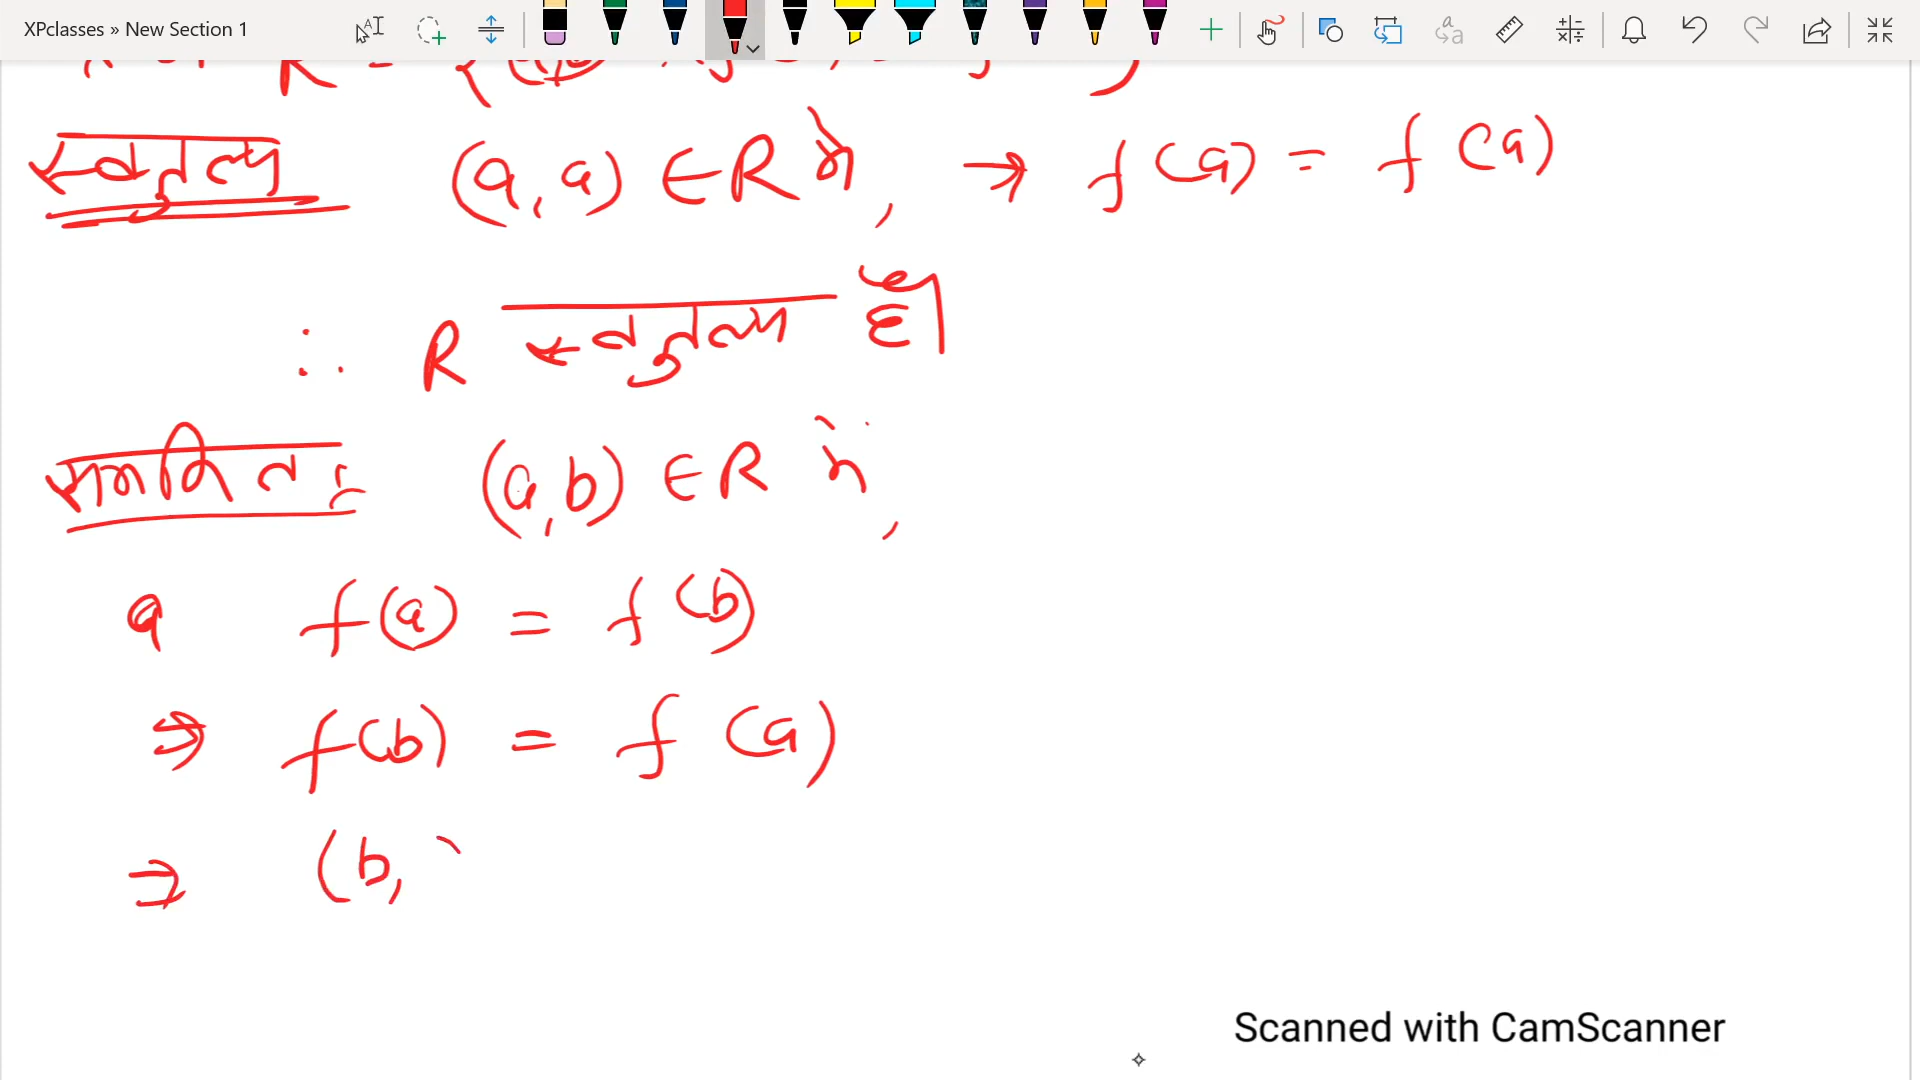 XPclasses » New Section 1
स्वतुल्य (a, a) ∈ R में, → f(a) = f(a)
∴ R स्वतुल्य है।
सममित : (a, b) ∈ R में,
a f(a) = f(b)
⇒ f(b) = f(a)
⇒ (b,
Scanned with CamScanner